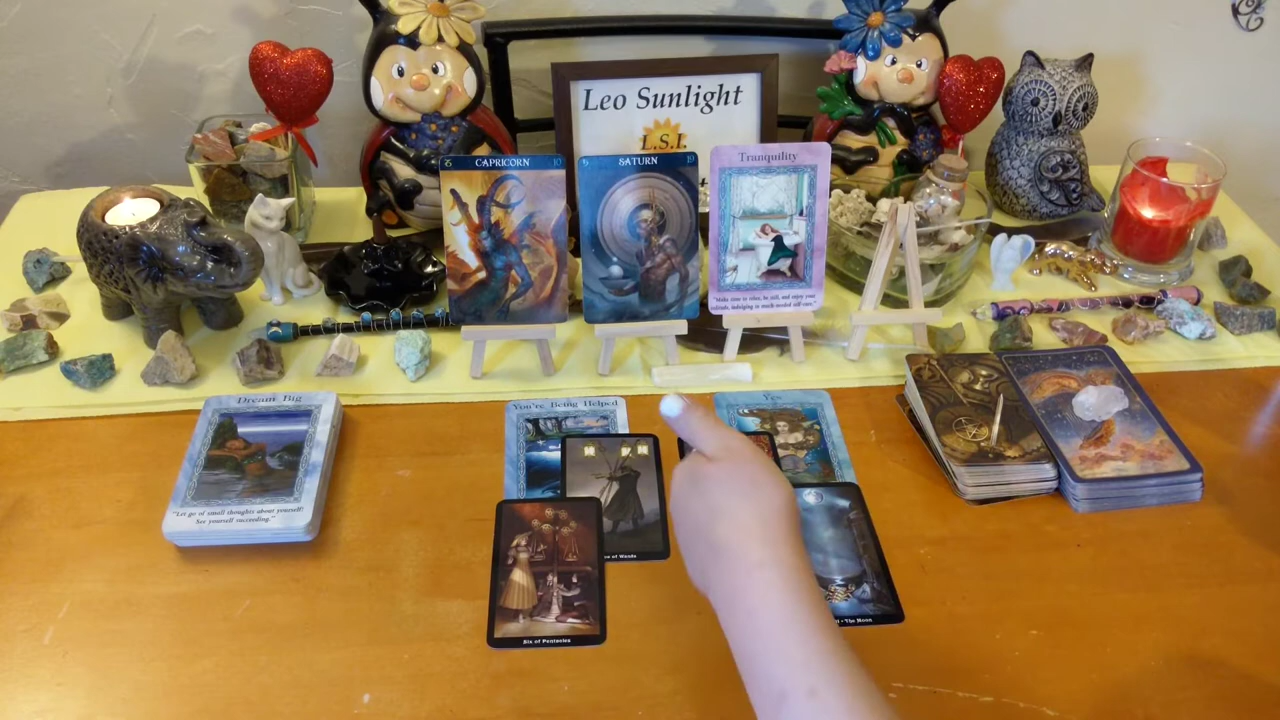 Leo Sunlight
L.S.I.
CAPRICORN 10
SATURN 19
Tranquility
"Make time to relax, be still, and enjoy your
solitude, indulging in much-needed self-care."
Dream Big
"Let go of small thoughts about yourself!
See yourself succeeding."
You're Being Helped
Yes
of Wands
Six of Pentacles
The Moon